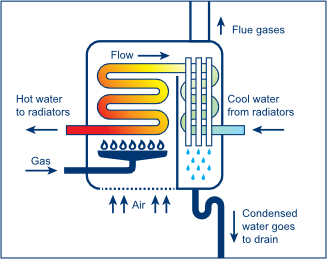 Flue gases
Flow
Hot water
to radiators
Cool water
from radiators
Gas
Air
Condensed
water goes
to drain